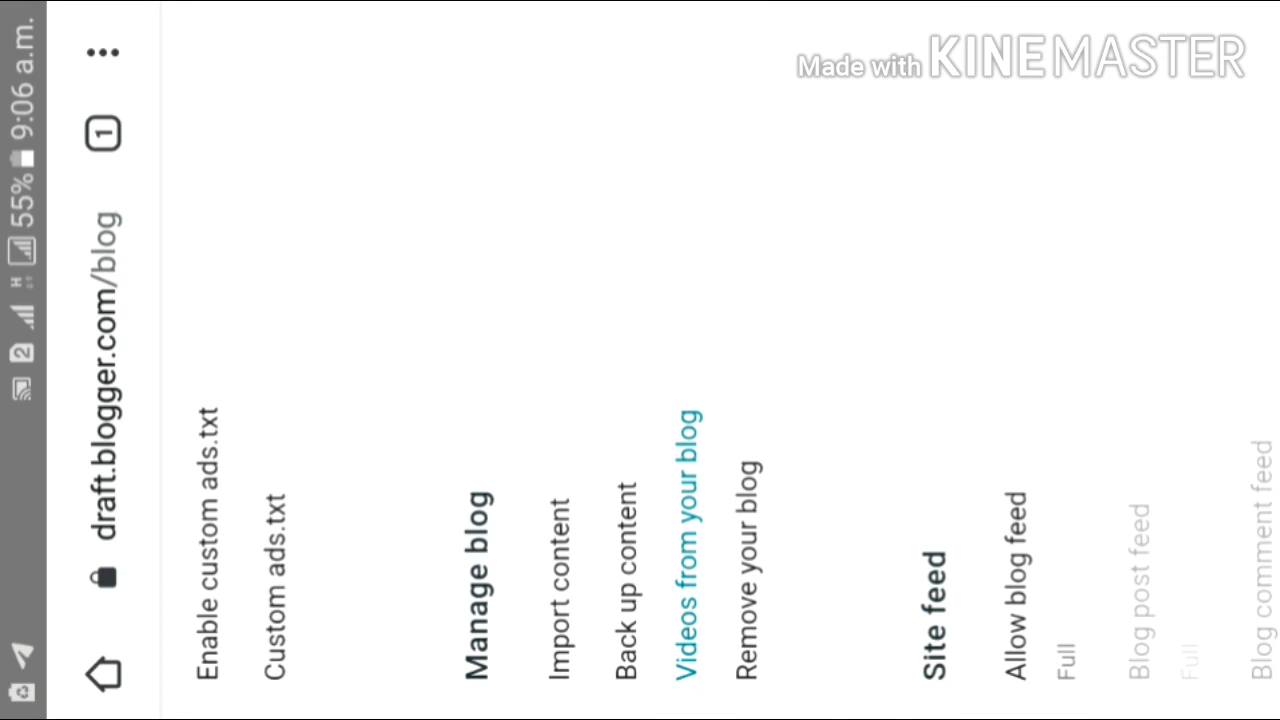 55% 9:06 a.m.
2
H
draft.blogger.com/blog
1
Enable custom ads.txt
Custom ads.txt
Manage blog
Import content
Back up content
Videos from your blog
Remove your blog
Site feed
Allow blog feed
Full
Blog post feed
Full
Blog comment feed
Made with KINEMASTER